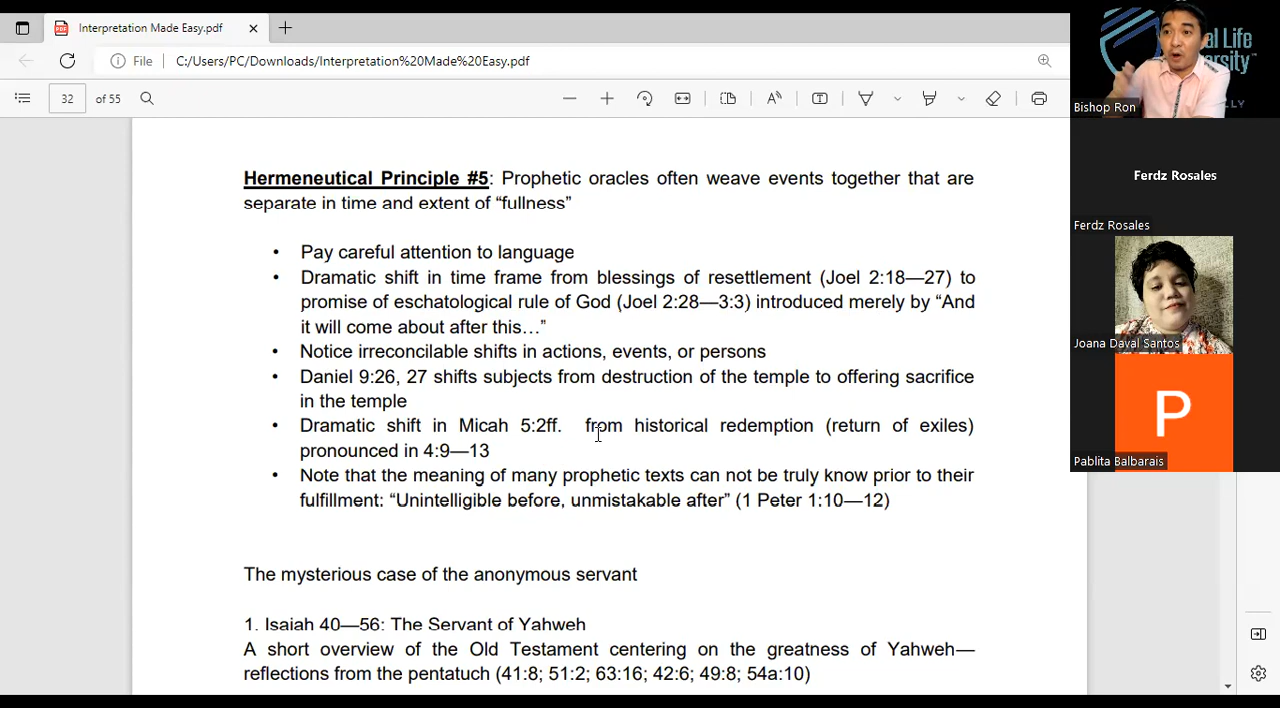 Interpretation Made Easy.pdf
File C:/Users/PC/Downloads/Interpretation%20Made%20Easy.pdf
32 of 55
Hermeneutical Principle #5: Prophetic oracles often weave events together that are
separate in time and extent of “fullness”
• Pay careful attention to language
• Dramatic shift in time frame from blessings of resettlement (Joel 2:18—27) to
promise of eschatological rule of God (Joel 2:28—3:3) introduced merely by “And
it will come about after this…”
• Notice irreconcilable shifts in actions, events, or persons
• Daniel 9:26, 27 shifts subjects from destruction of the temple to offering sacrifice
in the temple
• Dramatic shift in Micah 5:2ff. from historical redemption (return of exiles)
pronounced in 4:9—13
• Note that the meaning of many prophetic texts can not be truly know prior to their
fulfillment: “Unintelligible before, unmistakable after” (1 Peter 1:10—12)
The mysterious case of the anonymous servant
1. Isaiah 40—56: The Servant of Yahweh
A short overview of the Old Testament centering on the greatness of Yahweh—
reflections from the pentatuch (41:8; 51:2; 63:16; 42:6; 49:8; 54a:10)
Life
Bishop Ron
Ferdz Rosales
Ferdz Rosales
Joana Daval Santos
P
Pablita Balbarais